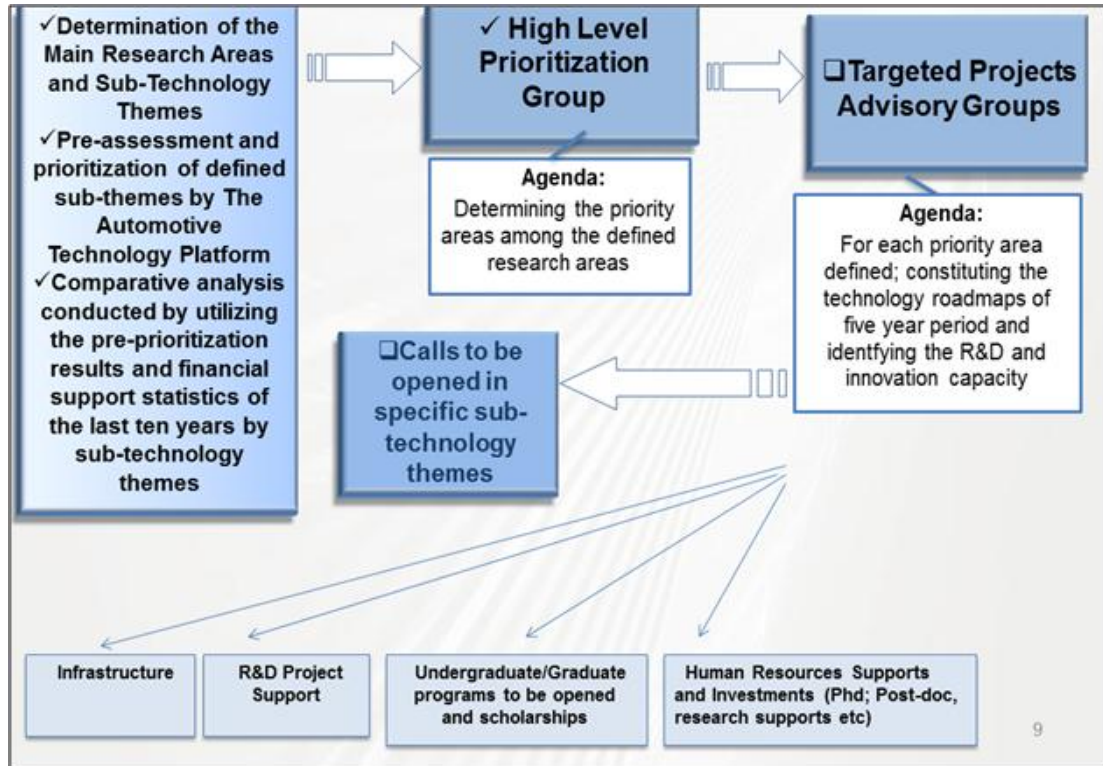 ✓Determination of the
Main Research Areas
and Sub-Technology
Themes
✓Pre-assessment and
prioritization of defined
sub-themes by The
Automotive
Technology Platform
✓Comparative analysis
conducted by utilizing
the pre-prioritization
results and financial
support statistics of
the last ten years by
sub-technology
themes
✓ High Level
Prioritization
Group
Agenda:
Determining the priority
areas among the defined
research areas
❑Targeted Projects
Advisory Groups
Agenda:
For each priority area
defined; constituting the
technology roadmaps of
five year period and
identfying the R&D and
innovation capacity
❑Calls to be
opened in
specific sub-
technology
themes
Infrastructure
R&D Project
Support
Undergraduate/Graduate
programs to be opened
and scholarships
Human Resources Supports
and Investments (Phd; Post-doc,
research supports etc)
9